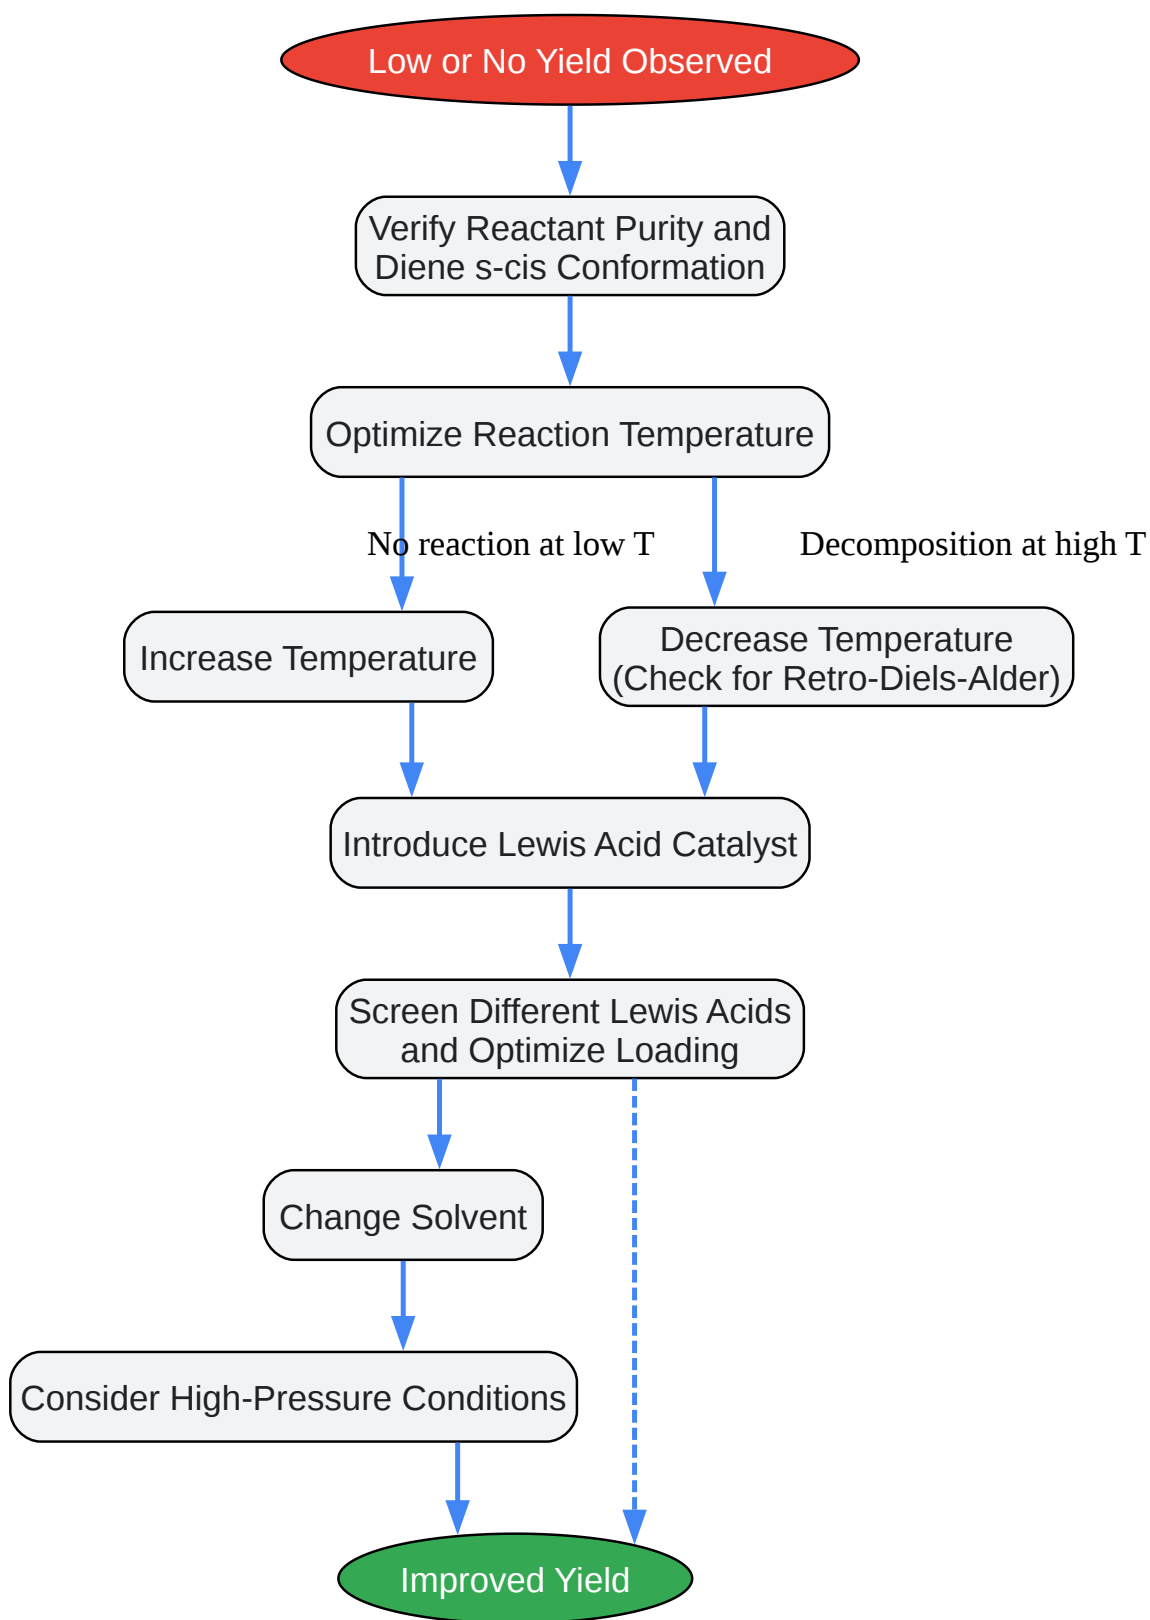 Low or No Yield Observed
Verify Reactant Purity and
Diene s-cis Conformation
Optimize Reaction Temperature
No reaction at low T
Decomposition at high T
Increase Temperature
Decrease Temperature
(Check for Retro-Diels-Alder)
Introduce Lewis Acid Catalyst
Screen Different Lewis Acids
and Optimize Loading
Change Solvent
Consider High-Pressure Conditions
Improved Yield